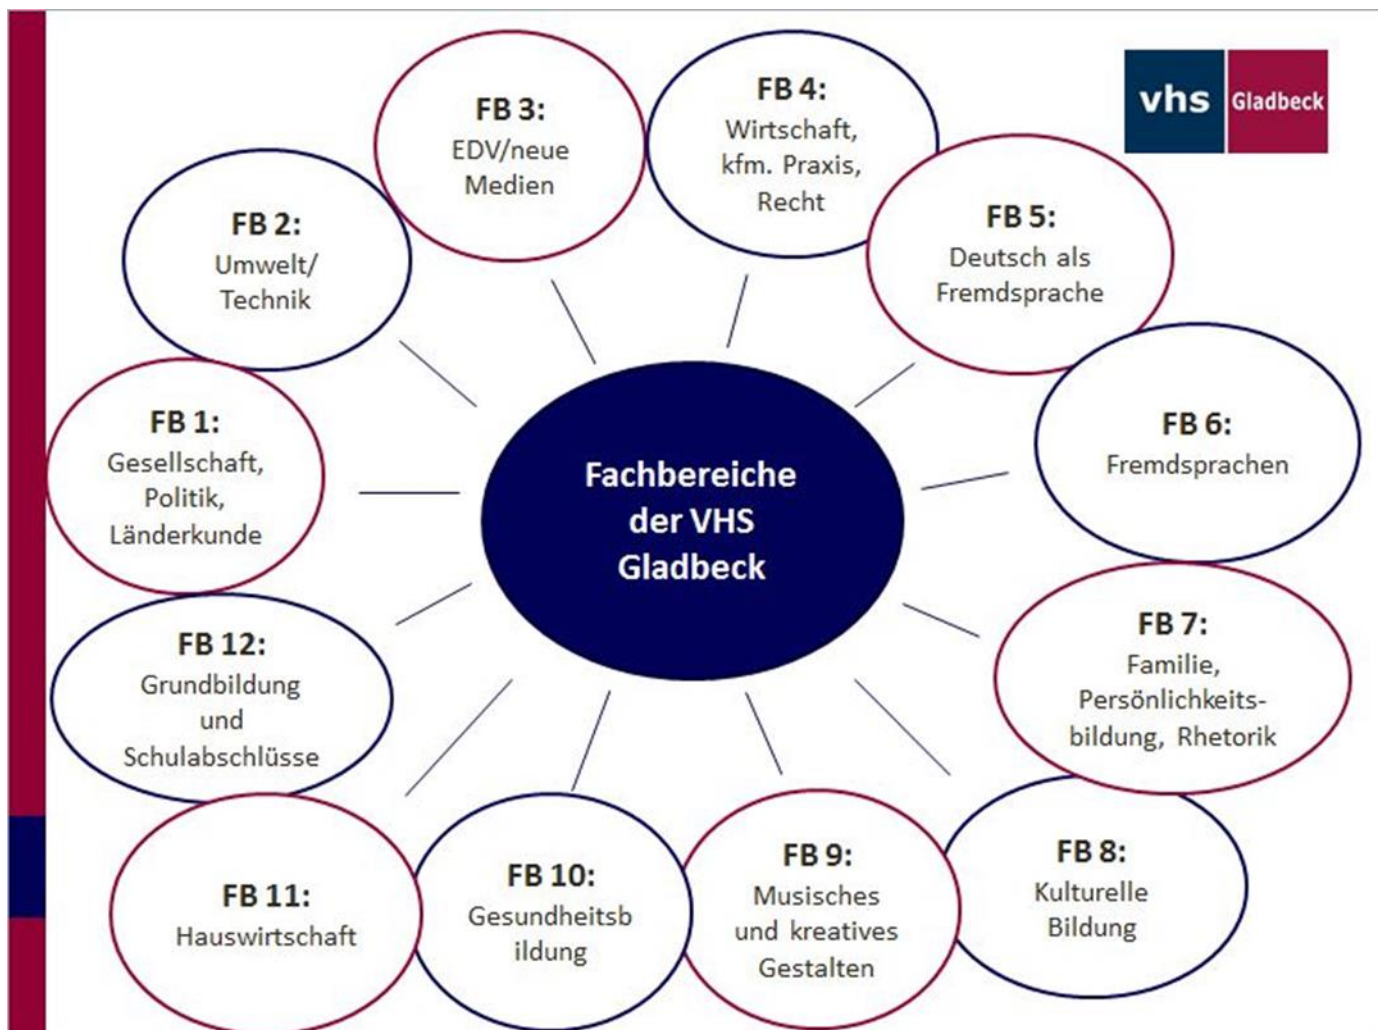 FB 3:
EDV/neue
Medien
FB 4:
Wirtschaft,
kfm. Praxis,
Recht
vhs
Gladbeck
FB 2:
Umwelt/
Technik
FB 5:
Deutsch als
Fremdsprache
FB 1:
Gesellschaft,
Politik,
Länderkunde
Fachbereiche
der VHS
Gladbeck
FB 6:
Fremdsprachen
FB 12:
Grundbildung
und
Schulabschlüsse
FB 7:
Familie,
Persönlichkeits-
bildung, Rhetorik
FB 11:
Hauswirtschaft
FB 10:
Gesundheitsb
ildung
FB 9:
Musisches
und kreatives
Gestalten
FB 8:
Kulturelle
Bildung